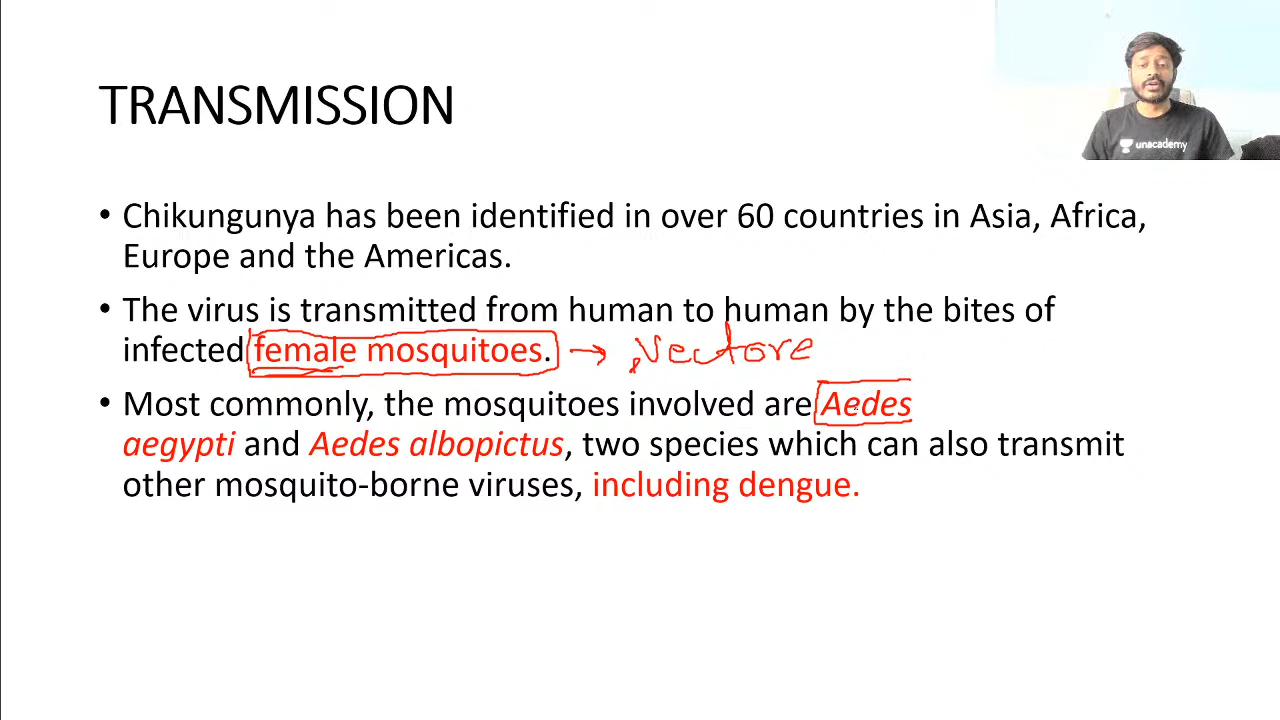 TRANSMISSION
unacademy
• Chikungunya has been identified in over 60 countries in Asia, Africa,
Europe and the Americas.
• The virus is transmitted from human to human by the bites of
infected female mosquitoes. → Vectore
• Most commonly, the mosquitoes involved are Aedes
aegypti and Aedes albopictus, two species which can also transmit
other mosquito-borne viruses, including dengue.